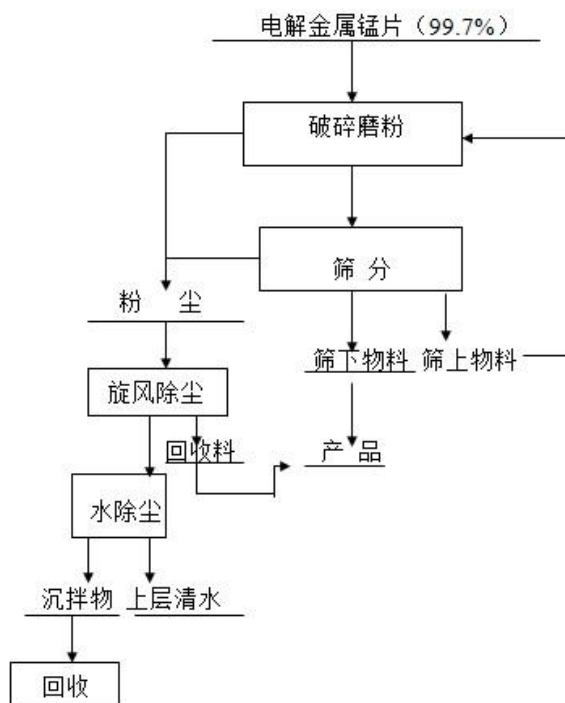 电解金属锰片（99.7%）
破碎磨粉
筛 分
粉 尘
筛下物料 筛上物料
旋风除尘
回收料
产 品
水除尘
沉拌物 上层清水
回收